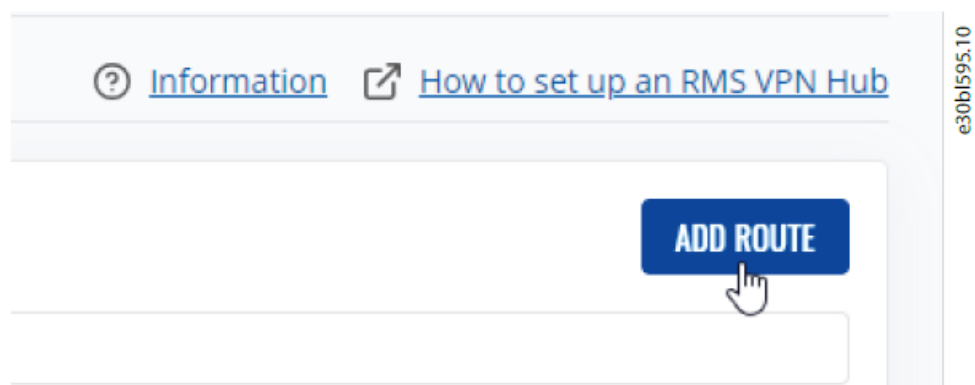 Information How to set up an RMS VPN Hub
ADD ROUTE
e30bl595.10